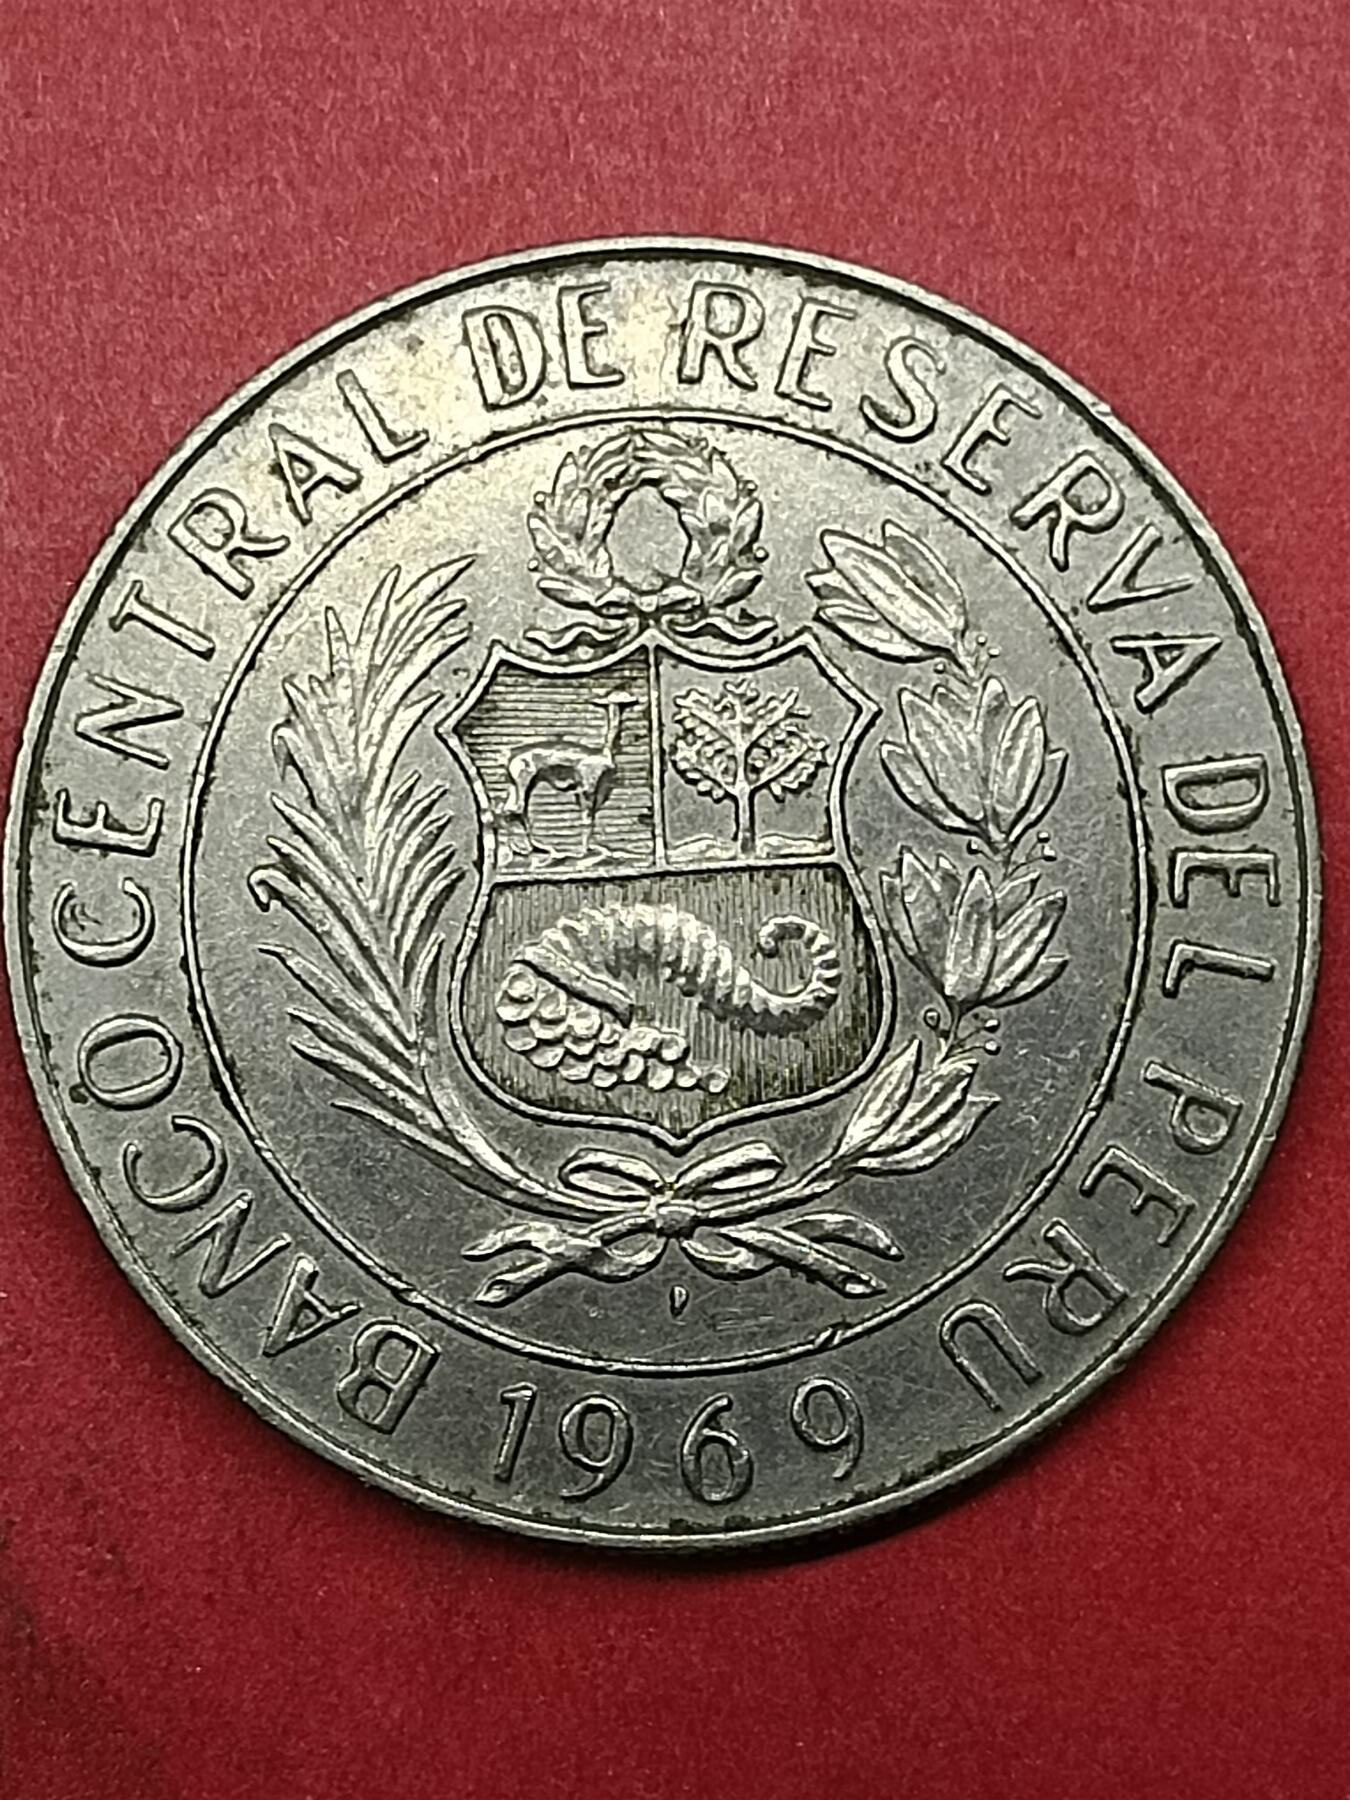 BANCO CENTRAL DE RESERVA DEL PERU
1969